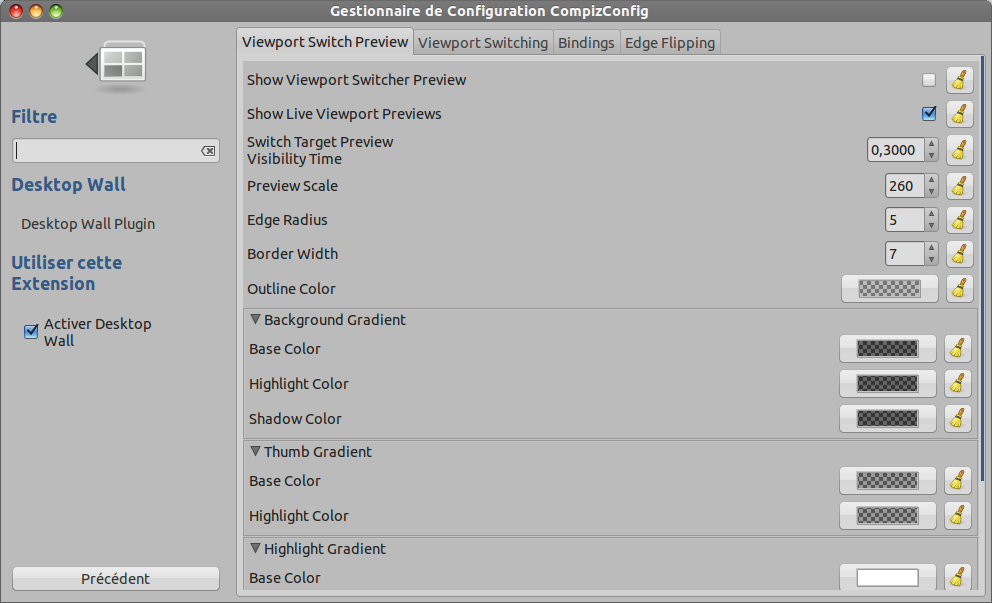 Gestionnaire de Configuration CompizConfig
Filtre
Desktop Wall
Desktop Wall Plugin
Utiliser cette
Extension
Activer Desktop
Wall
Précédent
Viewport Switch Preview
Viewport Switching
Bindings
Edge Flipping
Show Viewport Switcher Preview
Show Live Viewport Previews
Switch Target Preview
Visibility Time
0,3000
Preview Scale
260
Edge Radius
5
Border Width
7
Outline Color
Background Gradient
Base Color
Highlight Color
Shadow Color
Thumb Gradient
Base Color
Highlight Color
Highlight Gradient
Base Color